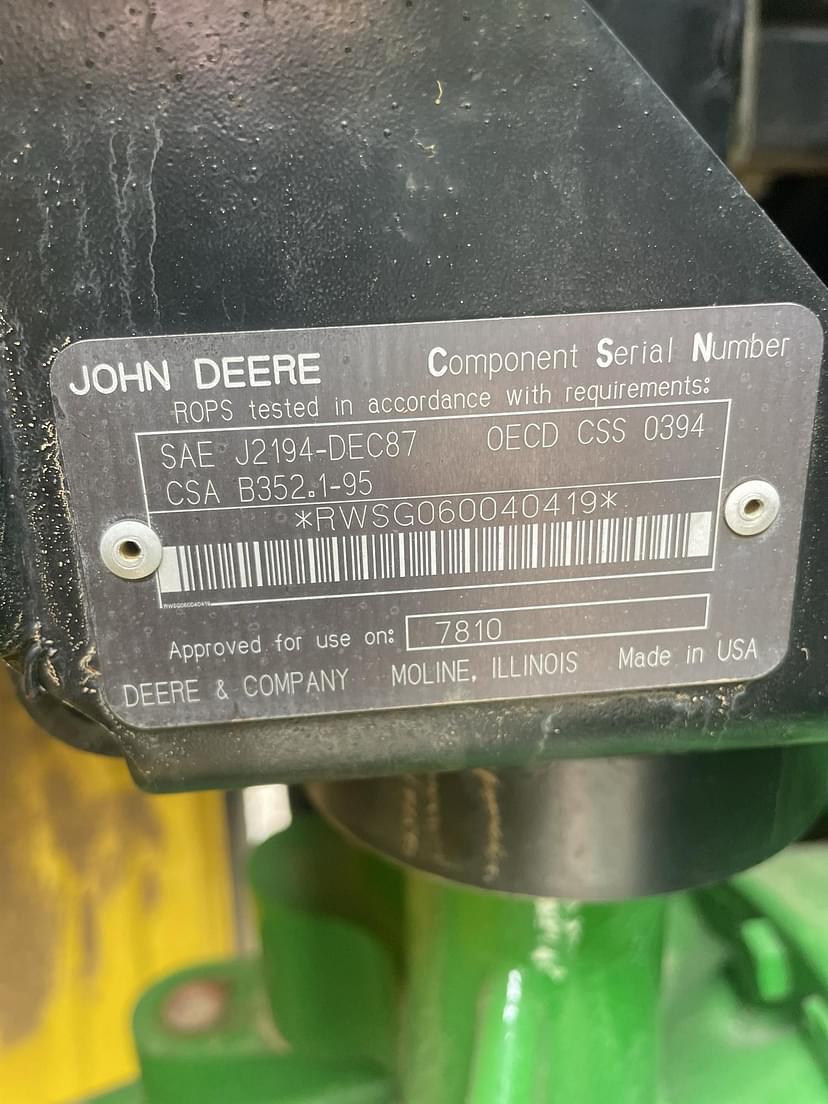 JOHN DEERE
Component Serial Number
ROPS tested in accordance with requirements:
SAE J2194-DEC87 OECD CSS 0394
CSA B352.1-95
*RWSG060040419*
RWSG060040419
Approved for use on: 7810
DEERE & COMPANY MOLINE, ILLINOIS Made in USA